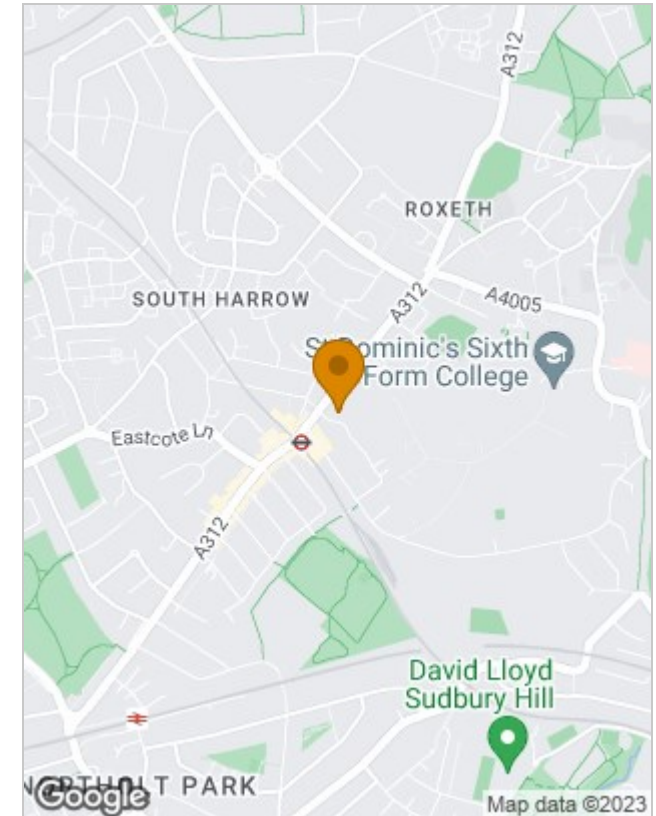 A312
ROXETH
SOUTH HARROW
A312
A4005
St Dominic's Sixth
Form College
Eastcote Ln
A312
David Lloyd
Sudbury Hill
NORTHOLT PARK
Google
Map data ©2023